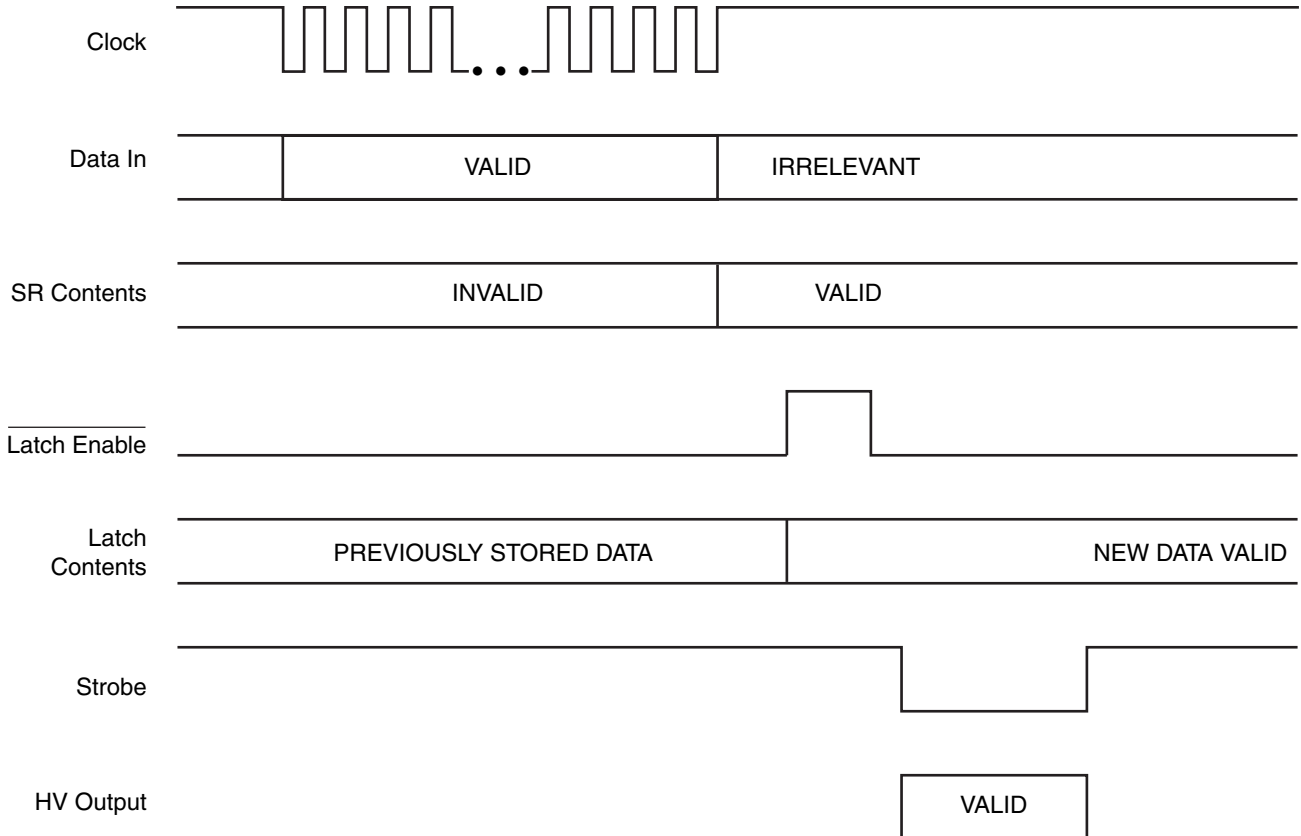 Clock
Data In
VALID
IRRELEVANT
SR Contents
INVALID
VALID
Latch Enable
Latch
Contents
PREVIOUSLY STORED DATA
NEW DATA VALID
Strobe
HV Output
VALID